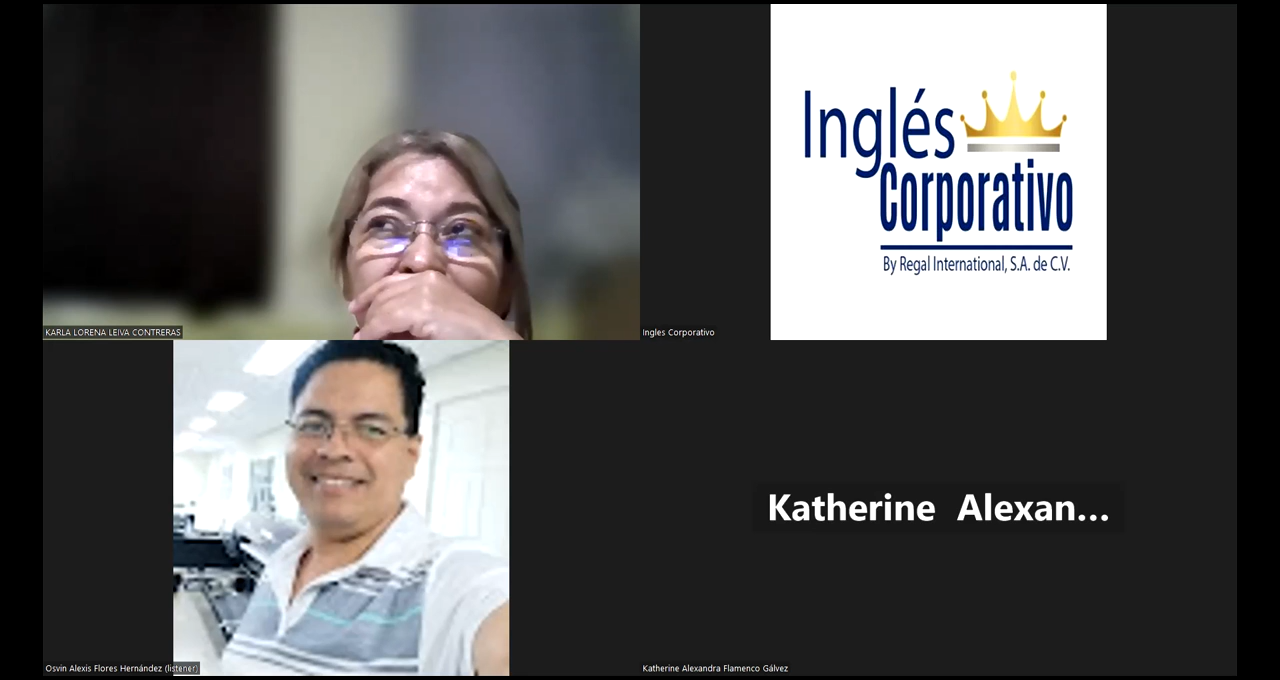 Inglés
Corporativo
By Regal International, S.A. de C.V.
KARLA LORENA LEIVA CONTRERAS
Ingles Corporativo
Katherine Alexan...
Osvin Alexis Flores Hernández (listener)
Katherine Alexandra Flamenco Gálvez